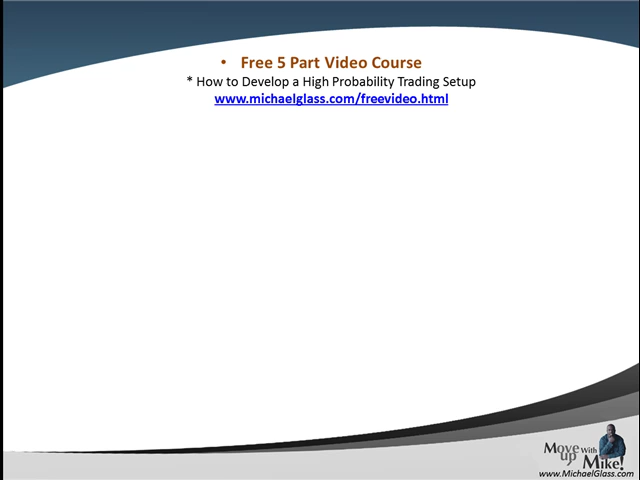 • Free 5 Part Video Course
* How to Develop a High Probability Trading Setup
www.michaelglass.com/freevideo.html
Move up With Mike!
www.MichaelGlass.com